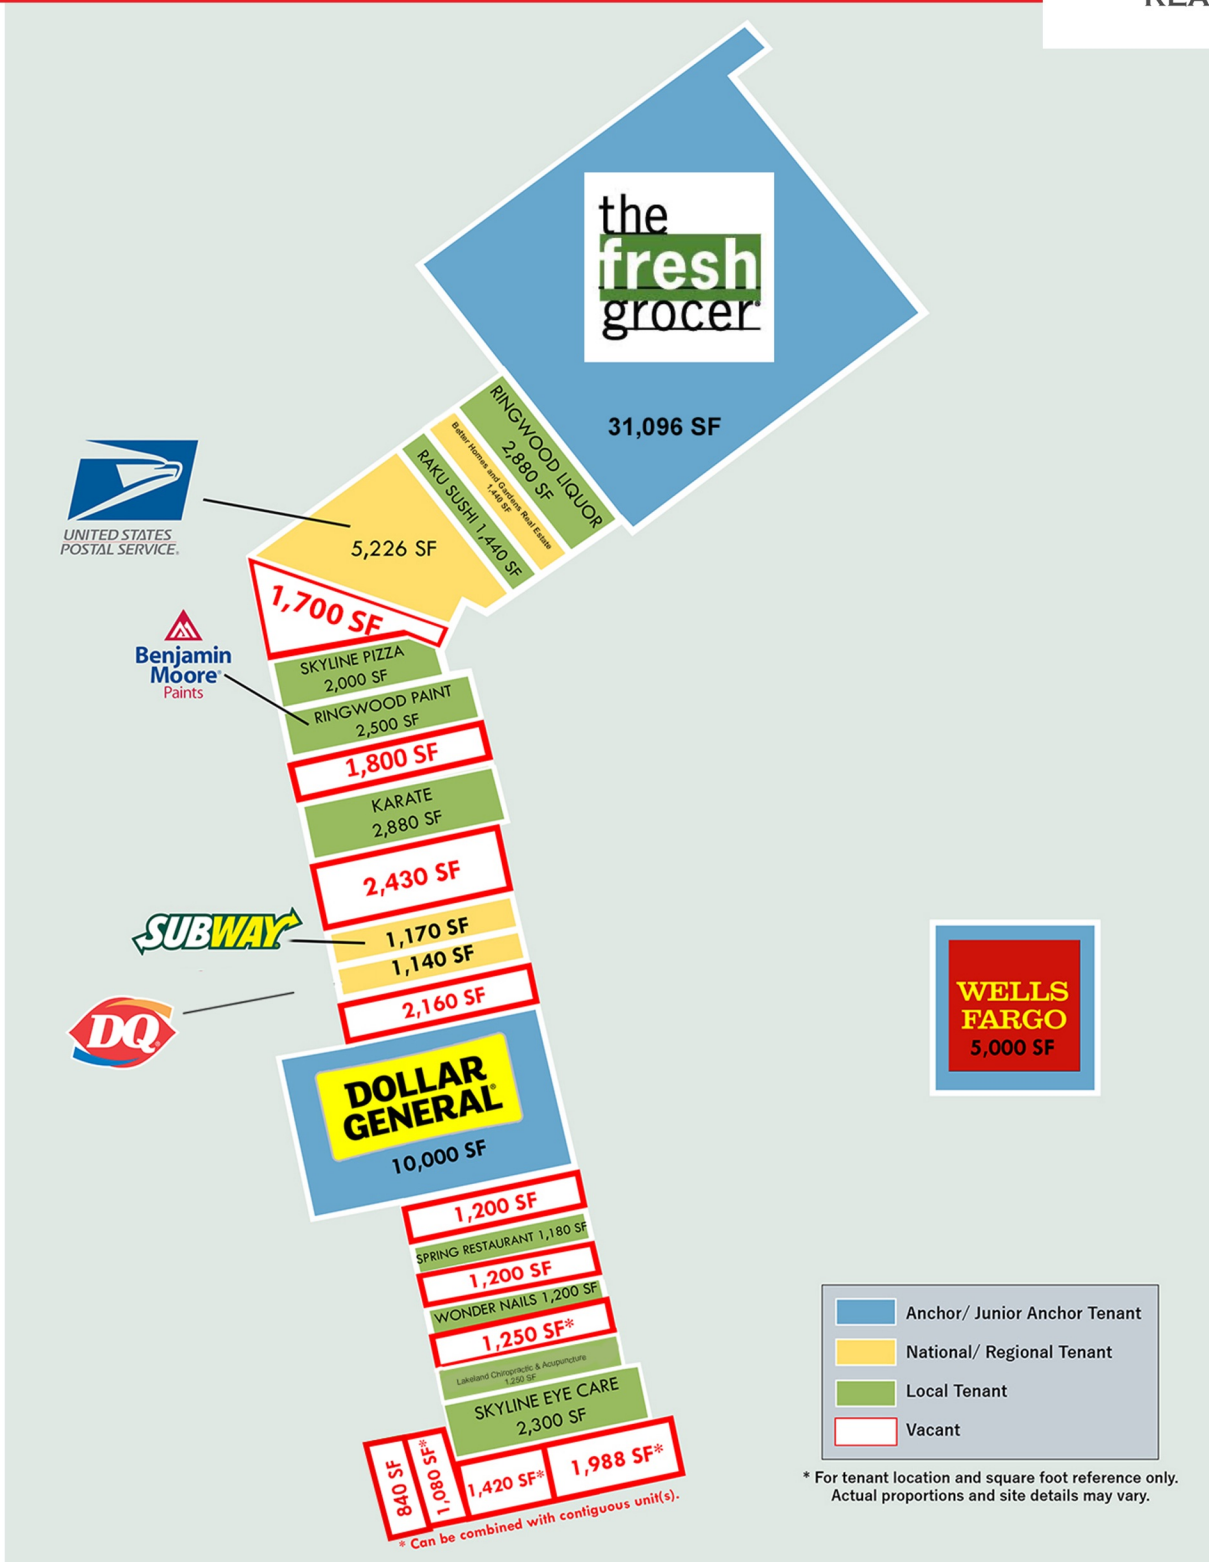 the
fresh
grocer
31,096 SF
RINGWOOD LIQUOR
2,880 SF
Better Homes and Gardens Real Estate
1,440 SF
RAKU SUSHI 1,440 SF
UNITED STATES
POSTAL SERVICE.
5,226 SF
1,700 SF
Benjamin
Moore®
Paints
SKYLINE PIZZA
2,000 SF
RINGWOOD PAINT
2,500 SF
1,800 SF
KARATE
2,880 SF
2,430 SF
SUBWAY
1,170 SF
1,140 SF
DQ
2,160 SF
WELLS
FARGO
5,000 SF
DOLLAR
GENERAL®
10,000 SF
1,200 SF
SPRING RESTAURANT 1,180 SF
1,200 SF
WONDER NAILS 1,200 SF
1,250 SF*
Lakeland Chiropractic & Acupuncture
1,250 SF
SKYLINE EYE CARE
2,300 SF
840 SF
1,080 SF*
1,420 SF*
1,988 SF*
* Can be combined with contiguous unit(s).
Anchor/ Junior Anchor Tenant
National/ Regional Tenant
Local Tenant
Vacant
* For tenant location and square foot reference only.
Actual proportions and site details may vary.